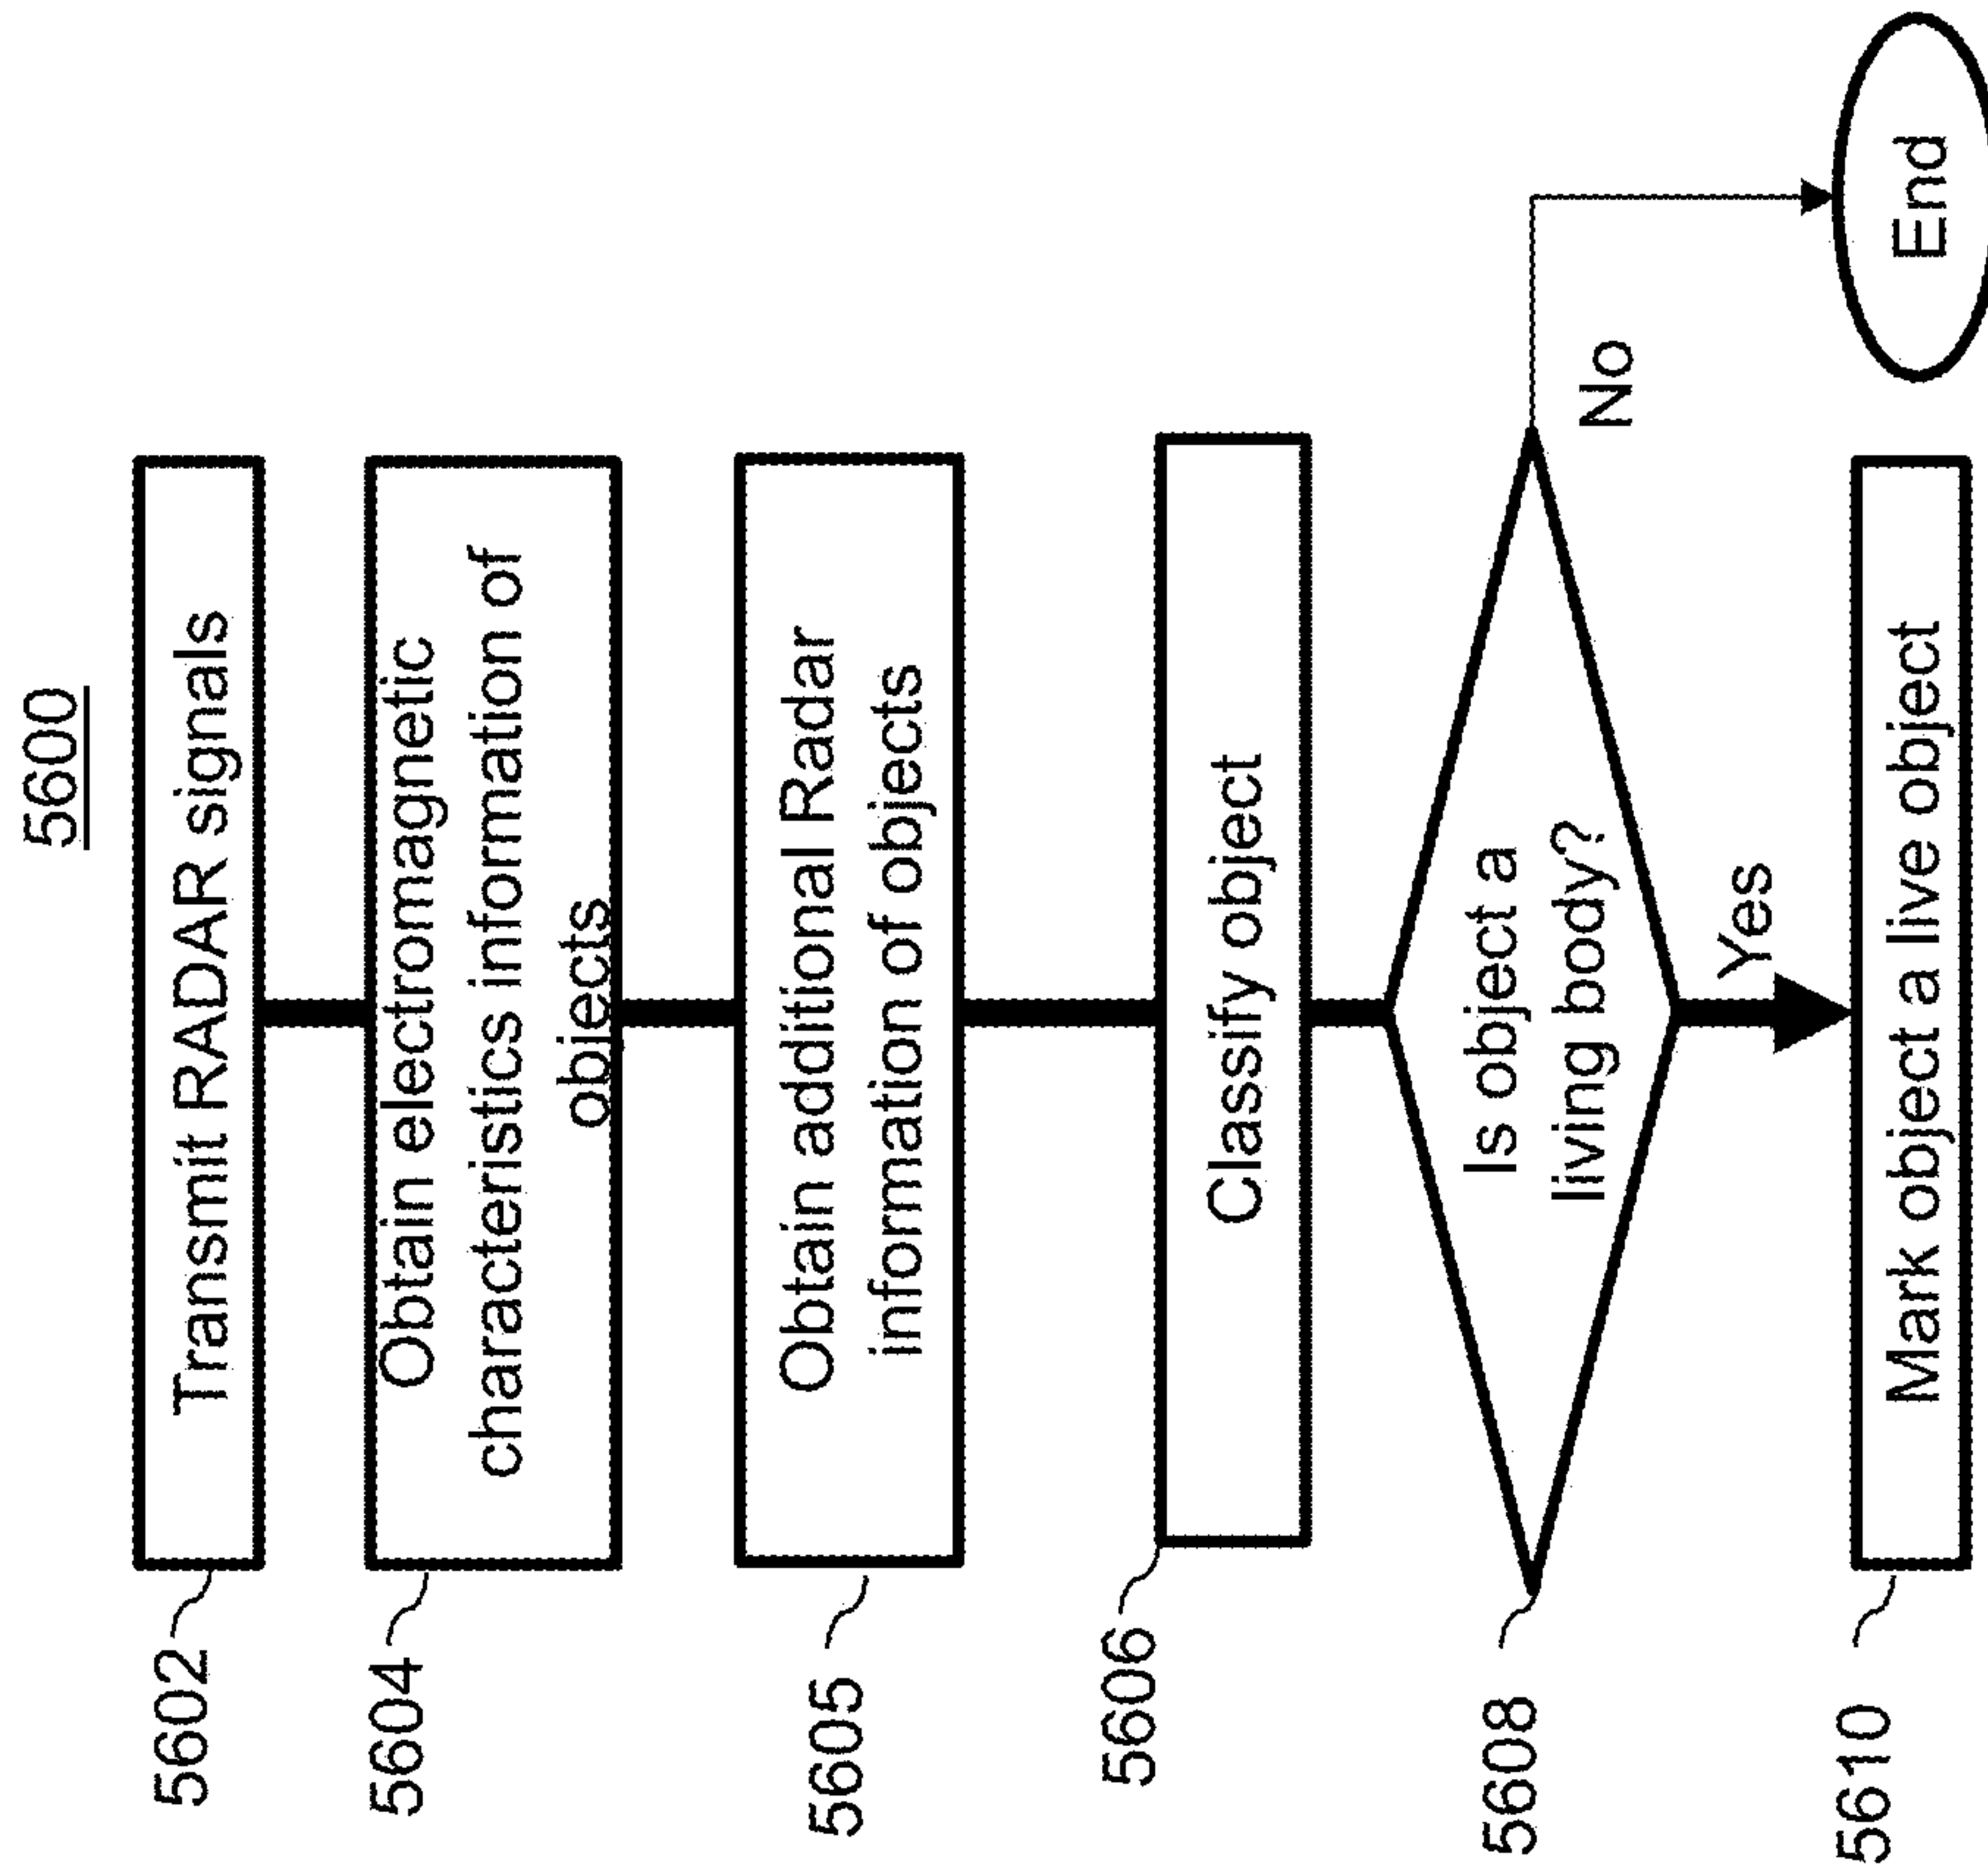 5600
5602
Transmit RADAR signals
5604
Obtain electromagnetic
characteristics information of
objects
5605
Obtain additional Radar
information of objects
5606
Classify object
5608
Is object a
living body?
No
Yes
5610
Mark object a live object
End